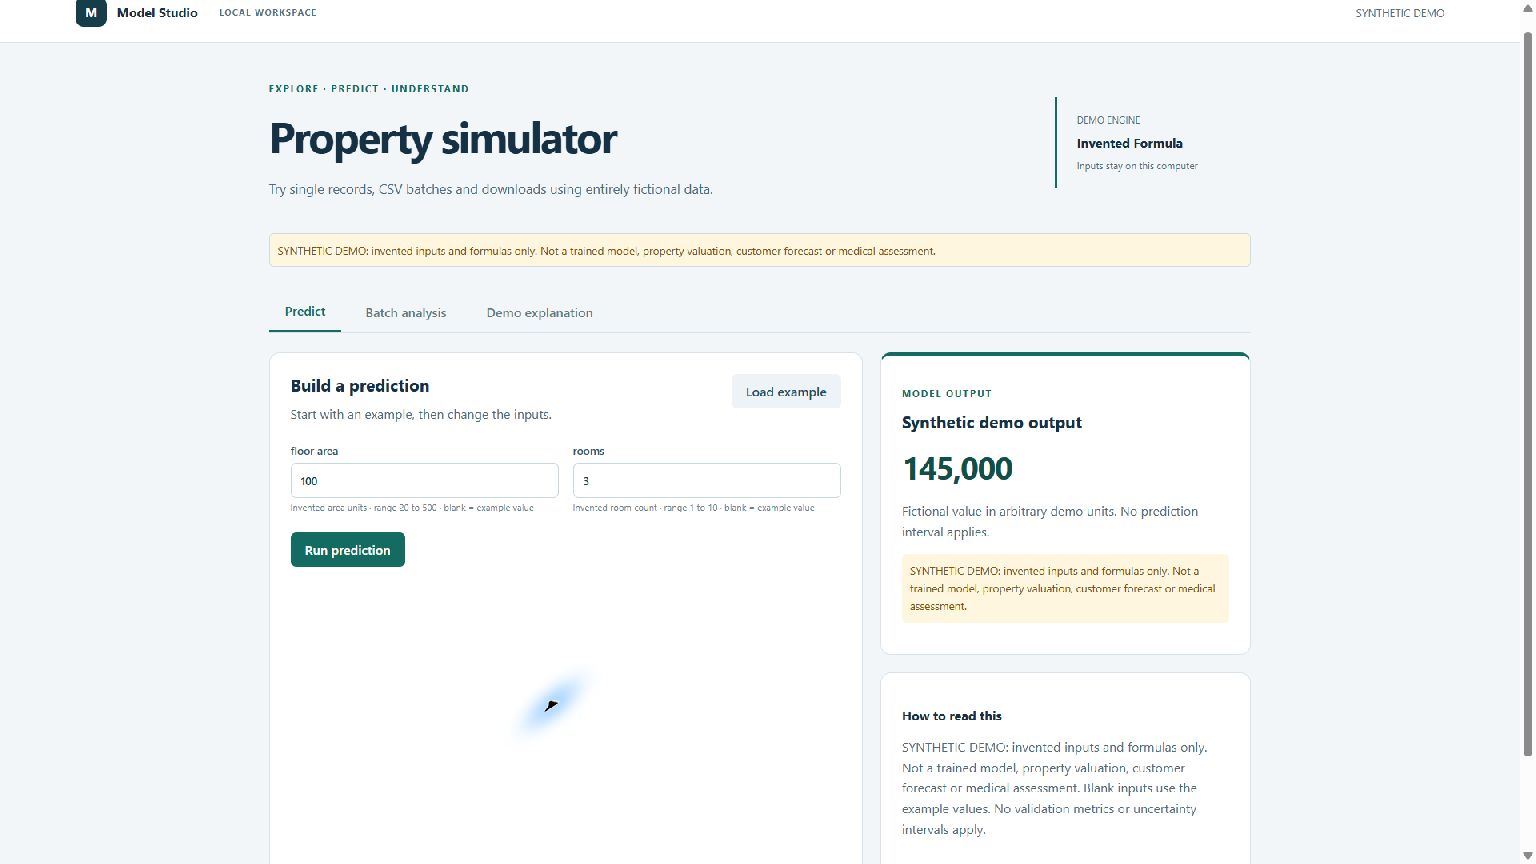 M Model Studio LOCAL WORKSPACE SYNTHETIC DEMO
EXPLORE · PREDICT · UNDERSTAND
Property simulator
Try single records, CSV batches and downloads using entirely fictional data.
DEMO ENGINE
Invented Formula
Inputs stay on this computer
SYNTHETIC DEMO: invented inputs and formulas only. Not a trained model, property valuation, customer forecast or medical assessment.
Predict Batch analysis Demo explanation
Build a prediction
Start with an example, then change the inputs.
Load example
floor area
100
Invented area units · range 20 to 500 · blank = example value
rooms
3
Invented room count · range 1 to 10 · blank = example value
Run prediction
MODEL OUTPUT
Synthetic demo output
145,000
Fictional value in arbitrary demo units. No prediction
interval applies.
SYNTHETIC DEMO: invented inputs and formulas only. Not a
trained model, property valuation, customer forecast or medical
assessment.
How to read this
SYNTHETIC DEMO: invented inputs and formulas only.
Not a trained model, property valuation, customer
forecast or medical assessment. Blank inputs use the
example values. No validation metrics or uncertainty
intervals apply.